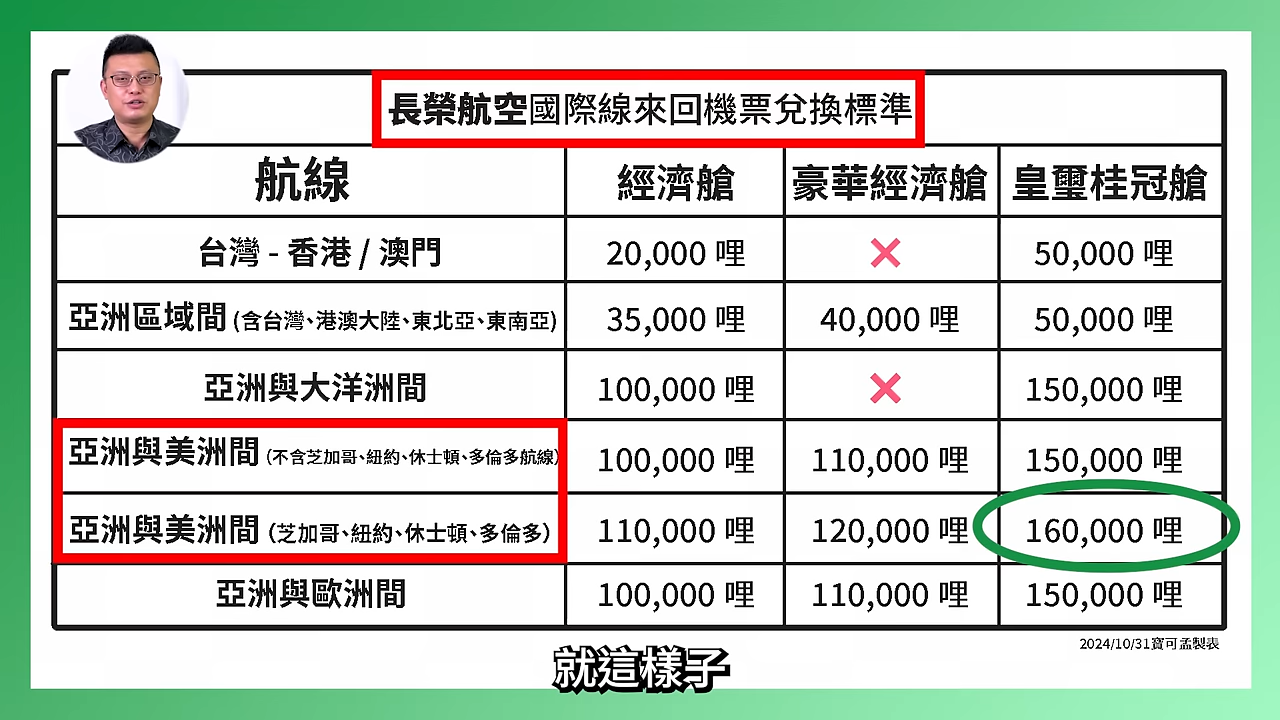 長榮航空國際線來回機票兌換標準
航線 經濟艙 豪華經濟艙 皇璽桂冠艙
台灣 - 香港 / 澳門 20,000 哩 50,000 哩
亞洲區域間 (含台灣、港澳大陸、東北亞、東南亞) 35,000 哩 40,000 哩 50,000 哩
亞洲與大洋洲間 100,000 哩 150,000 哩
亞洲與美洲間 (不含芝加哥、紐約、休士頓、多倫多航線) 100,000 哩 110,000 哩 150,000 哩
亞洲與美洲間 (芝加哥、紐約、休士頓、多倫多) 110,000 哩 120,000 哩 160,000 哩
亞洲與歐洲間 100,000 哩 110,000 哩 150,000 哩
2024/10/31寶可孟製表
就這樣子